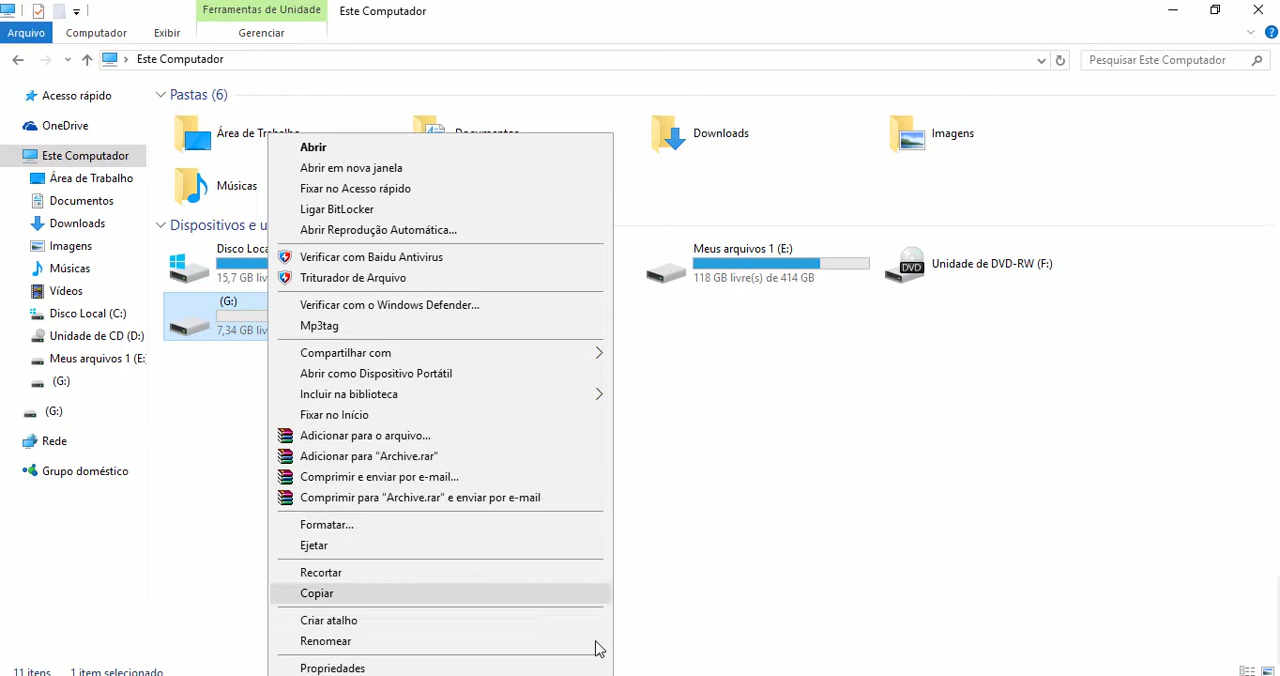 Ferramentas de Unidade
Este Computador
Arquivo
Computador
Exibir
Gerenciar
Este Computador
Pesquisar Este Computador
Acesso rápido
OneDrive
Este Computador
Área de Trabalho
Documentos
Downloads
Imagens
Músicas
Vídeos
Disco Local (C:)
Unidade de CD (D:)
Meus arquivos 1 (E:
(G:)
(G:)
Rede
Grupo doméstico
Pastas (6)
Área de Trabalho
Documentos
Downloads
Imagens
Músicas
Dispositivos e u
Disco Loca
15,7 GB liv
Meus arquivos 1 (E:)
118 GB livre(s) de 414 GB
DVD
Unidade de DVD-RW (F:)
(G:)
7,34 GB liv
Abrir
Abrir em nova janela
Fixar no Acesso rápido
Ligar BitLocker
Abrir Reprodução Automática...
Verificar com Baidu Antivirus
Triturador de Arquivo
Verificar com o Windows Defender...
Mp3tag
Compartilhar com
Abrir como Dispositivo Portátil
Incluir na biblioteca
Fixar no Início
Adicionar para o arquivo...
Adicionar para "Archive.rar"
Comprimir e enviar por e-mail...
Comprimir para "Archive.rar" e enviar por e-mail
Formatar...
Ejetar
Recortar
Copiar
Criar atalho
Renomear
Propriedades
11 itens
1 item selecionado